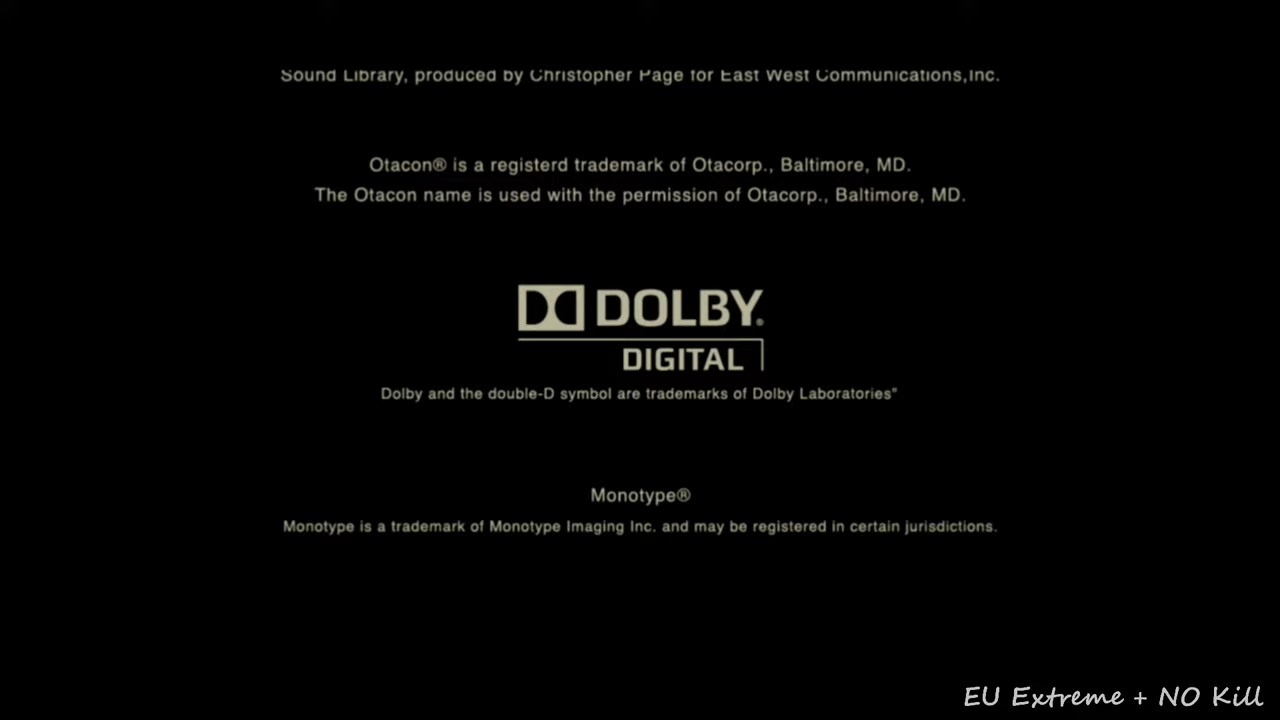 Sound Library, produced by Christopher Page for East West Communications,Inc.
Otacon® is a registerd trademark of Otacorp., Baltimore, MD.
The Otacon name is used with the permission of Otacorp., Baltimore, MD.
DOLBY®
DIGITAL
Dolby and the double-D symbol are trademarks of Dolby Laboratories"
Monotype®
Monotype is a trademark of Monotype Imaging Inc. and may be registered in certain jurisdictions.
EU Extreme + NO Kill